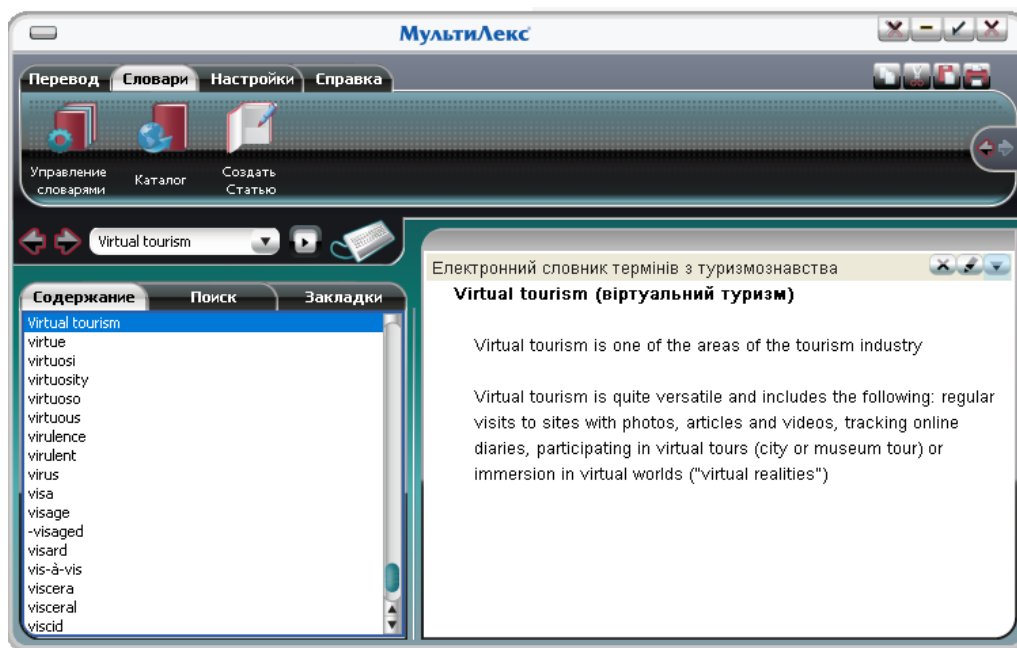 МультиЛекс
Перевод Словари Настройки Справка
Управление словарями
Каталог
Создать Статью
Virtual tourism
Содержание Поиск Закладки
Virtual tourism
virtue
virtuosi
virtuosity
virtuoso
virtuous
virulence
virulent
virus
visa
visage
-visaged
visard
vis-à-vis
viscera
visceral
viscid
Електронний словник термінів з туризмознавства
Virtual tourism (віртуальний туризм)
Virtual tourism is one of the areas of the tourism industry
Virtual tourism is quite versatile and includes the following: regular
visits to sites with photos, articles and videos, tracking online
diaries, participating in virtual tours (city or museum tour) or
immersion in virtual worlds ("virtual realities")